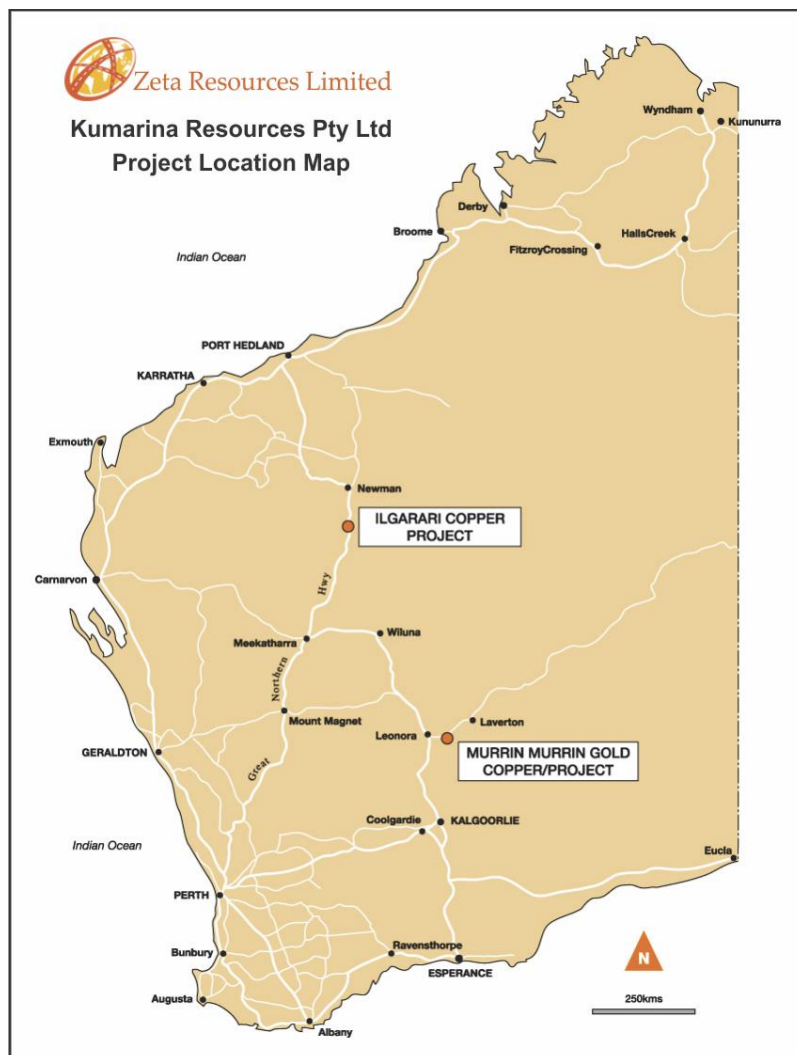 Zeta Resources Limited
Kumarina Resources Pty Ltd
Project Location Map
Wyndham
Kununurra
Derby
Broome
HallsCreek
FitzroyCrossing
Indian Ocean
PORT HEDLAND
KARRATHA
Exmouth
Newman
ILGARARI COPPER
PROJECT
Carnarvon
Hwy
Wiluna
Meekatharra
Northern
Mount Magnet
Laverton
Leonora
GERALDTON
MURRIN MURRIN GOLD
COPPER/PROJECT
Great
Coolgardie
KALGOORLIE
Indian Ocean
Eucla
PERTH
Ravensthorpe
Bunbury
N
ESPERANCE
Augusta
250kms
Albany